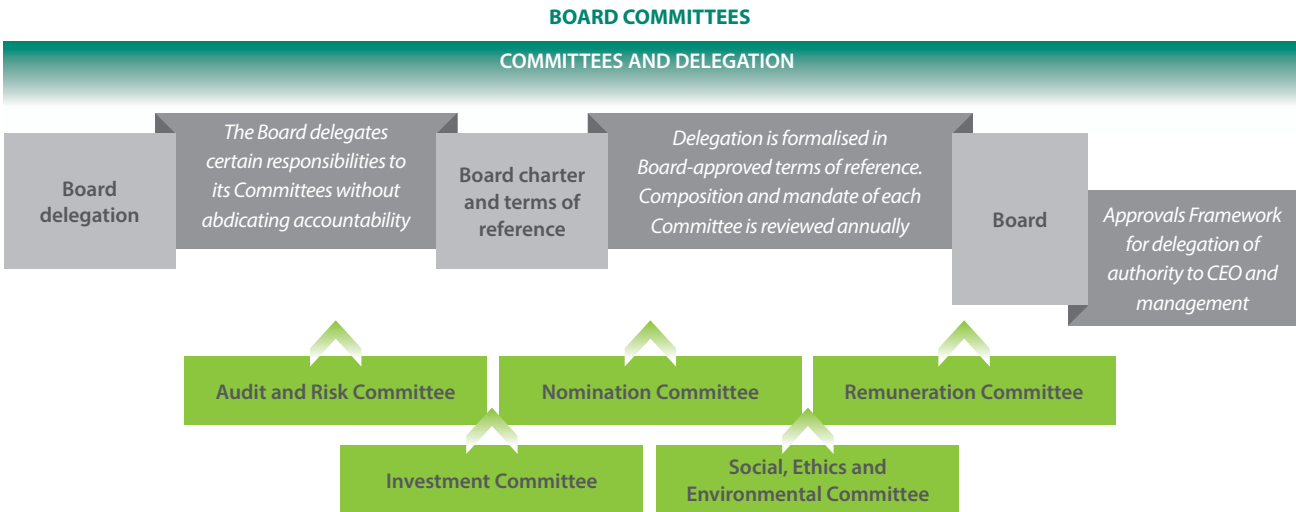 BOARD COMMITTEES
COMMITTEES AND DELEGATION
Board
delegation
The Board delegates
certain responsibilities to
its Committees without
abdicating accountability
Board charter
and terms of
reference
Delegation is formalised in
Board-approved terms of reference.
Composition and mandate of each
Committee is reviewed annually
Board
Approvals Framework
for delegation of
authority to CEO and
management
Audit and Risk Committee
Nomination Committee
Remuneration Committee
Investment Committee
Social, Ethics and
Environmental Committee